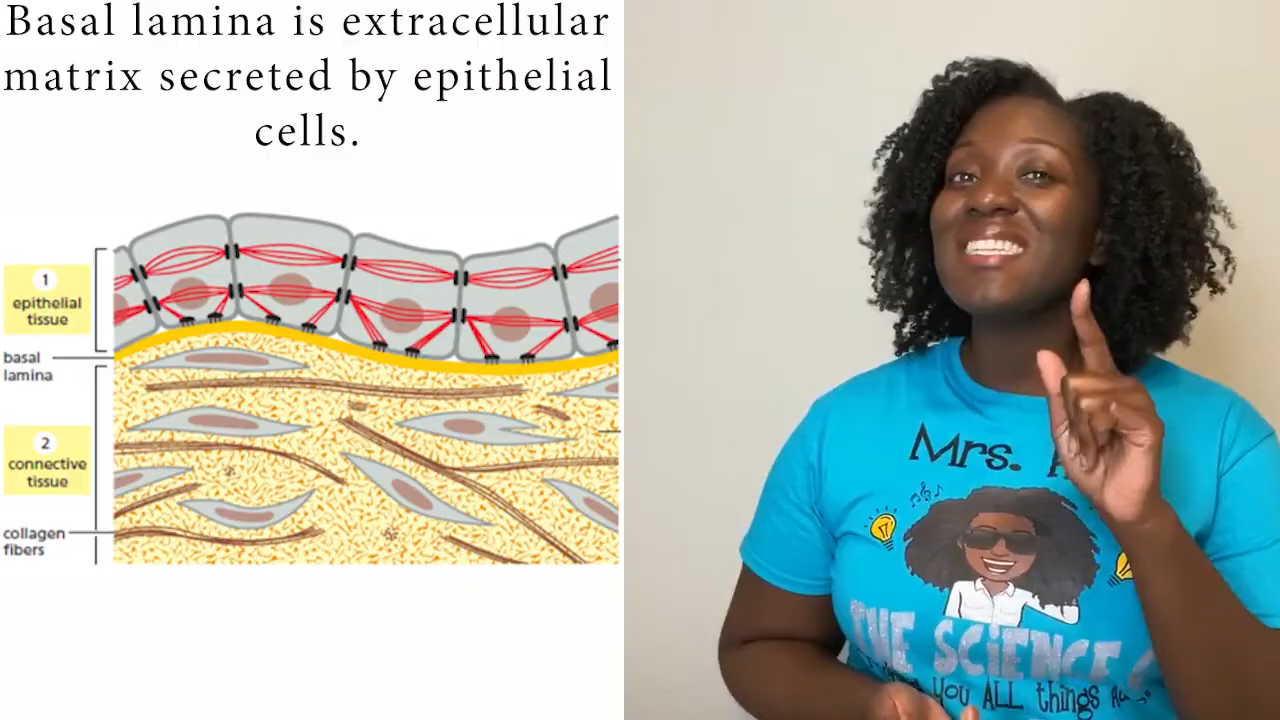 Basal lamina is extracellular
matrix secreted by epithelial
cells.
1
epithelial
tissue
basal
lamina
2
connective
tissue
collagen
fibers
Mrs.
THE SCIENCE
YOU ALL things